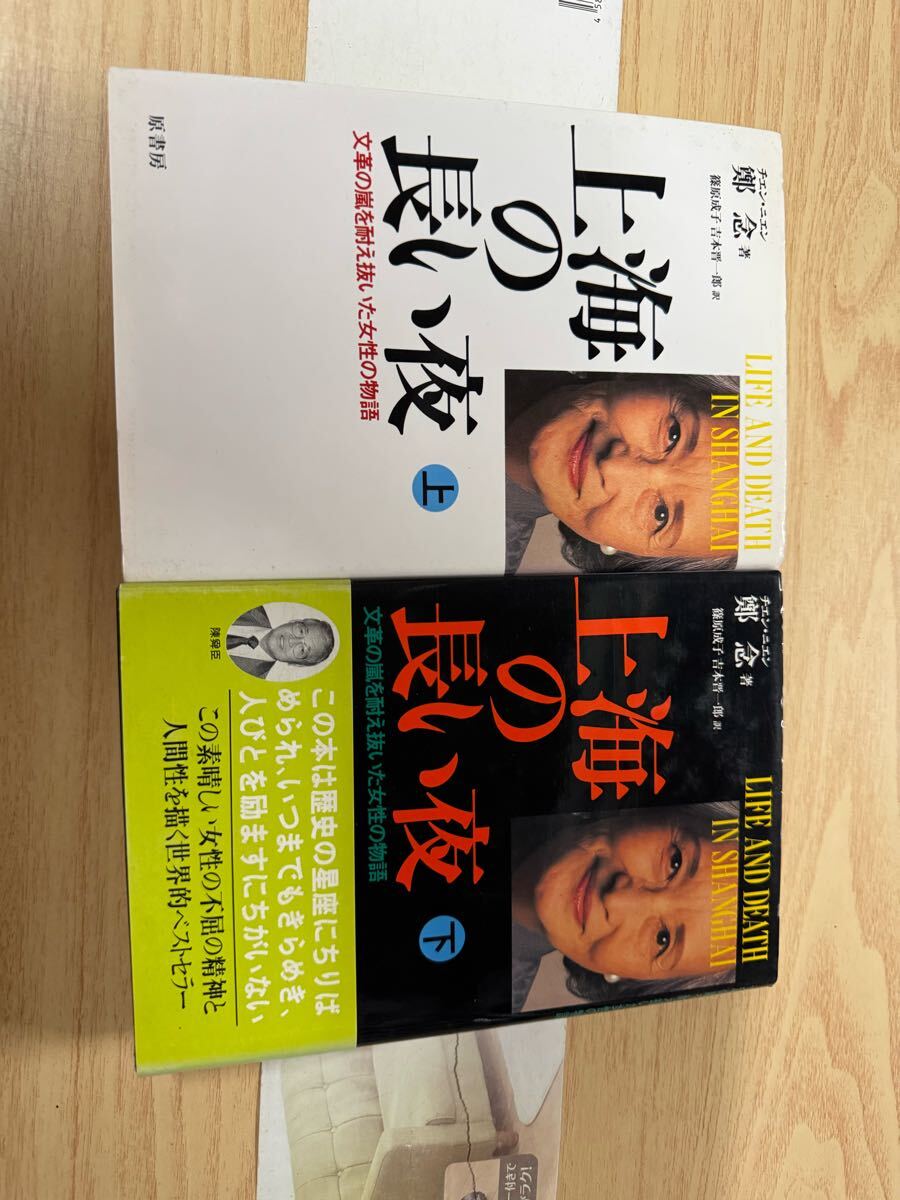 LIFE AND DEATH
IN SHANGHAI
チェン・ニエン
鄭 念 著
篠原成子 吉本晋一郎 訳
上海
の
長い夜
上
文革の嵐を耐え抜いた女性の物語
原書房
LIFE AND DEATH
IN SHANGHAI
チェン・ニエン
鄭 念 著
篠原成子 吉本晋一郎 訳
上海
の
長い夜
下
文革の嵐を耐え抜いた女性の物語
陳舜臣
この本は歴史の星座にちりば
められ、いつまでもきらめき、
人びとを励ますにちがいない
この素晴しい女性の不屈の精神と
人間性を描く世界的ベストセラー